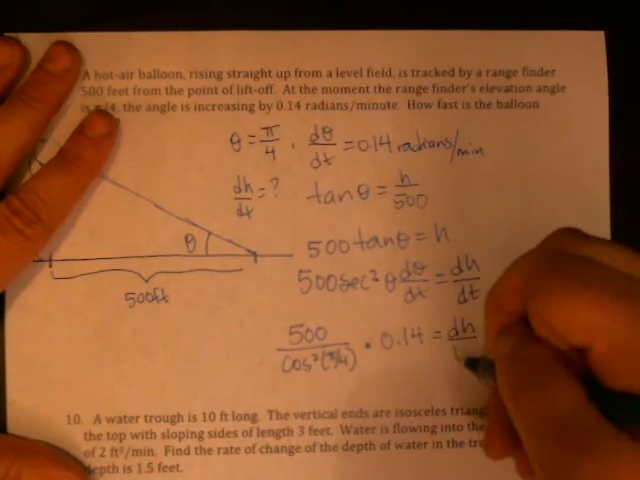 A hot-air balloon, rising straight up from a level field, is tracked by a range finder
500 feet from the point of lift-off. At the moment the range finder's elevation angle
is π/4, the angle is increasing by 0.14 radians/minute. How fast is the balloon
θ = π/4 , dθ/dt = 0.14 radians/min
dh/dt = ? tanθ = h/500
θ
500 tanθ = h
500ft
500 sec² θ dθ/dt = dh/dt
500/cos²(π/4) • 0.14 = dh/
10. A water trough is 10 ft long. The vertical ends are isosceles
the top with sloping sides of length 3 feet. Water is flowing into the
of 2 ft³/min. Find the rate of change of the depth of water in the
depth is 1.5 feet.